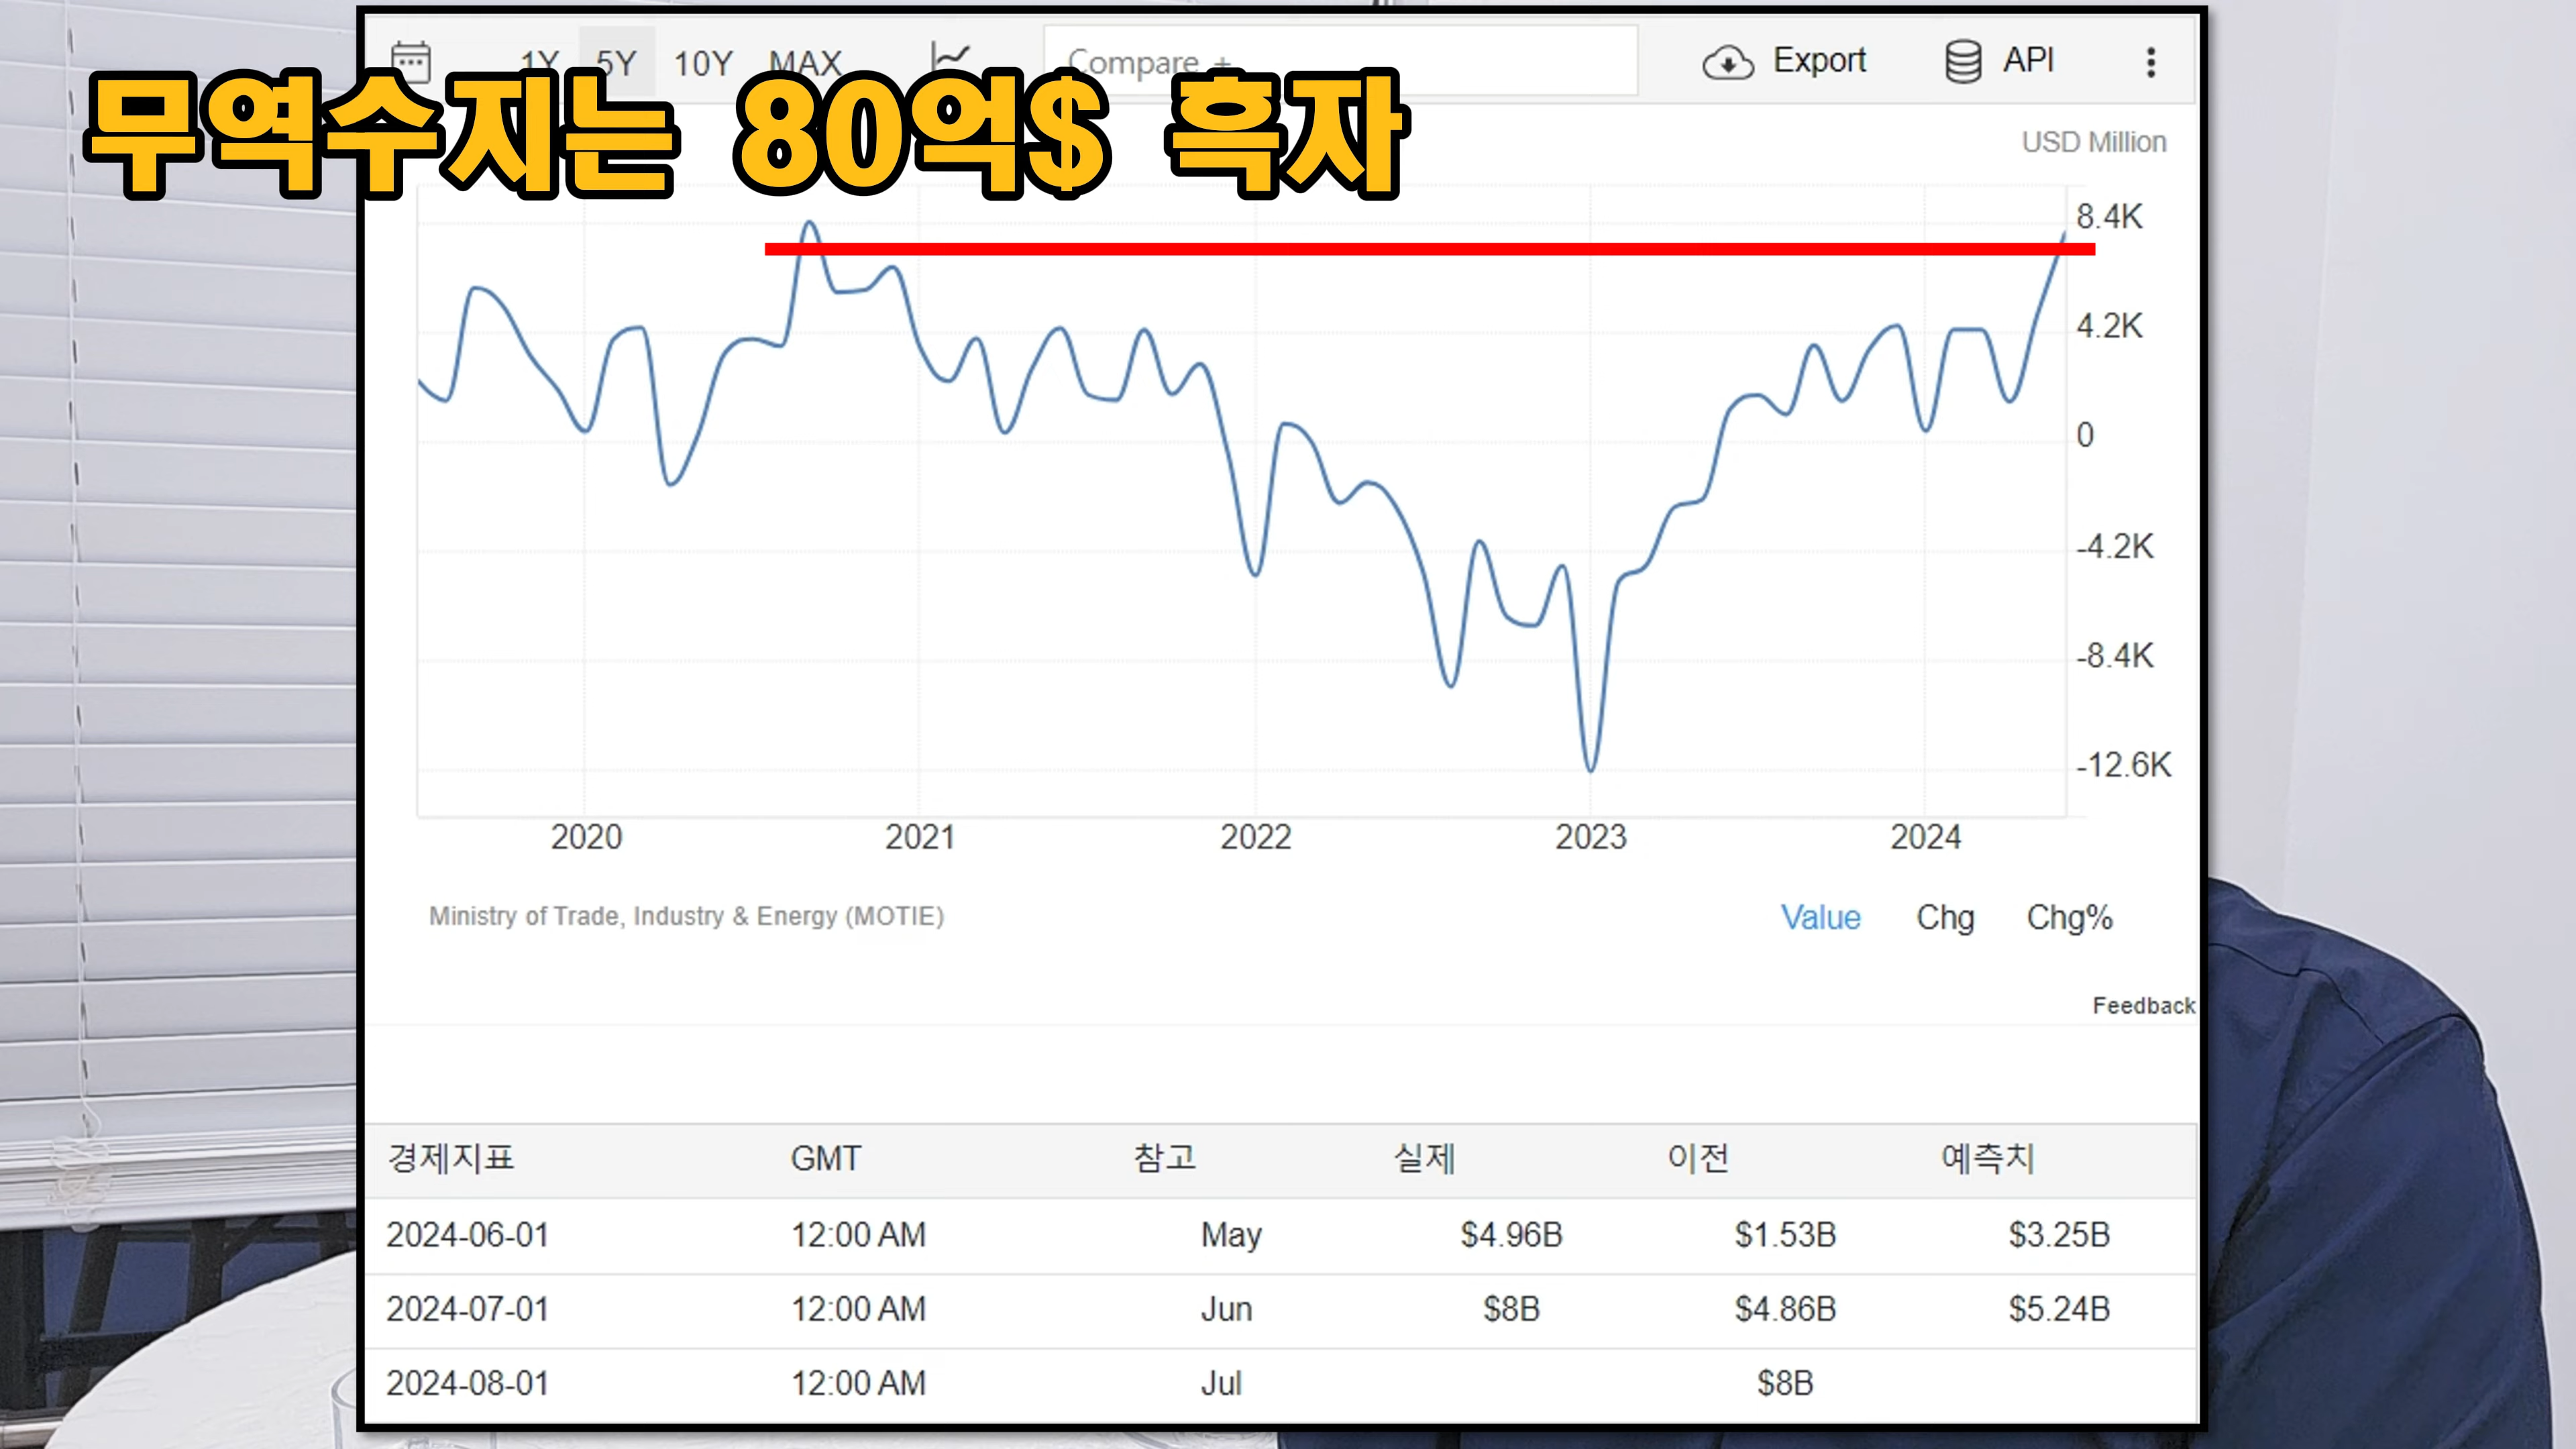 1Y 5Y 10Y MAX Compare + Export API
무역수지는 80억$ 흑자
USD Million
8.4K
4.2K
0
-4.2K
-8.4K
-12.6K
2020 2021 2022 2023 2024
Ministry of Trade, Industry & Energy (MOTIE) Value Chg Chg%
Feedback
경제지표 GMT 참고 실제 이전 예측치
2024-06-01 12:00 AM May $4.96B $1.53B $3.25B
2024-07-01 12:00 AM Jun $8B $4.86B $5.24B
2024-08-01 12:00 AM Jul $8B